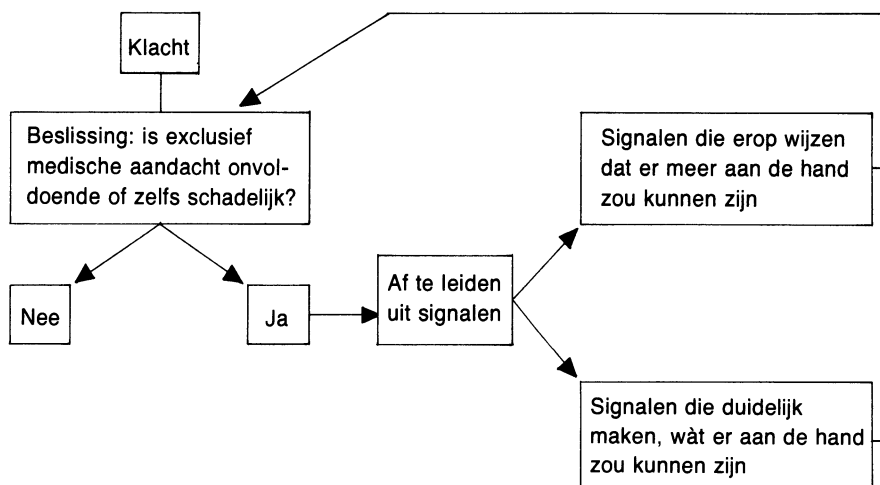 Klacht
Beslissing: is exclusief
medische aandacht onvol-
doende of zelfs schadelijk?
Nee
Ja
Af te leiden
uit signalen
Signalen die erop wijzen
dat er meer aan de hand
zou kunnen zijn
Signalen die duidelijk
maken, wàt er aan de hand
zou kunnen zijn